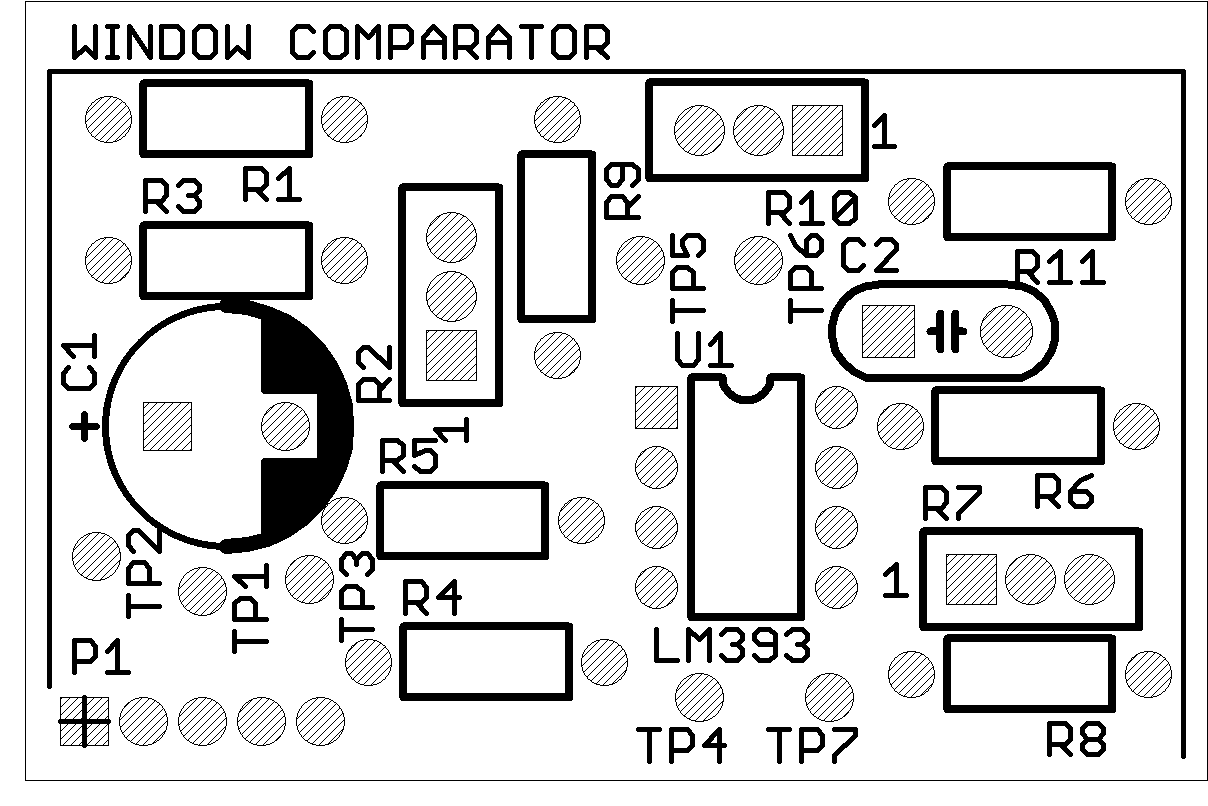 WINDOW COMPARATOR
1
R1
R3
R9
R10
TP5
TP6
C2
R11
C1
+
R2
U1
1
R5
R6
R7
TP2
TP1
TP3
R4
1
LM393
P1
TP4
TP7
R8